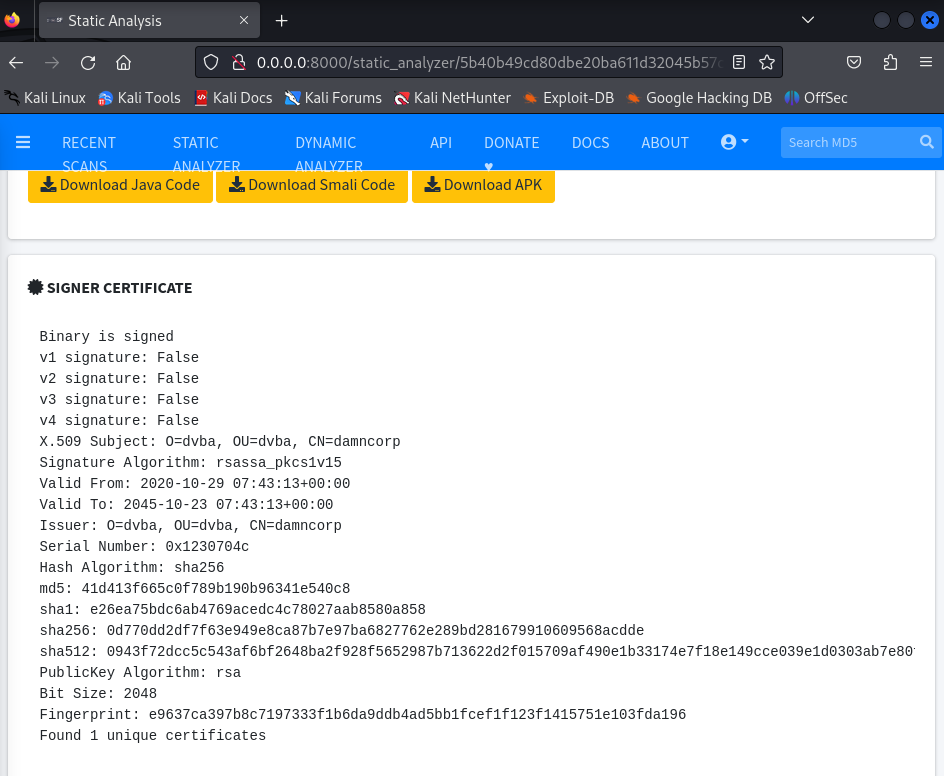 Static Analysis
0.0.0.0:8000/static_analyzer/5b40b49cd80dbe20ba611d32045b57c
Kali Linux Kali Tools Kali Docs Kali Forums Kali NetHunter Exploit-DB Google Hacking DB OffSec
RECENT SCANS STATIC ANALYZER DYNAMIC ANALYZER API DONATE ♥ DOCS ABOUT Search MD5
Download Java Code Download Smali Code Download APK
SIGNER CERTIFICATE
Binary is signed
v1 signature: False
v2 signature: False
v3 signature: False
v4 signature: False
X.509 Subject: O=dvba, OU=dvba, CN=damncorp
Signature Algorithm: rsassa_pkcs1v15
Valid From: 2020-10-29 07:43:13+00:00
Valid To: 2045-10-23 07:43:13+00:00
Issuer: O=dvba, OU=dvba, CN=damncorp
Serial Number: 0x1230704c
Hash Algorithm: sha256
md5: 41d413f665c0f789b190b96341e540c8
sha1: e26ea75bdc6ab4769acedc4c78027aab8580a858
sha256: 0d770dd2df7f63e949e8ca87b7e97ba6827762e289bd281679910609568acdde
sha512: 0943f72dcc5c543af6bf2648ba2f928f5652987b713622d2f015709af490e1b33174e7f18e149cce039e1d0303ab7e80
PublicKey Algorithm: rsa
Bit Size: 2048
Fingerprint: e9637ca397b8c7197333f1b6da9ddb4ad5bb1fcef1f123f1415751e103fda196
Found 1 unique certificates